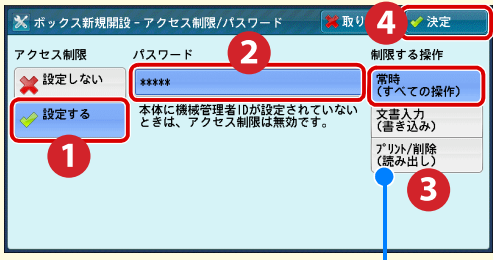 ボックス新規開設 - アクセス制限/パスワード
取り
4
決定
アクセス制限
設定しない
設定する
1
パスワード
2
*****
本体に機械管理者IDが設定されていない
ときは、アクセス制限は無効です。
制限する操作
常時
(すべての操作)
文書入力
(書き込み)
プリント/削除
(読み出し)
3